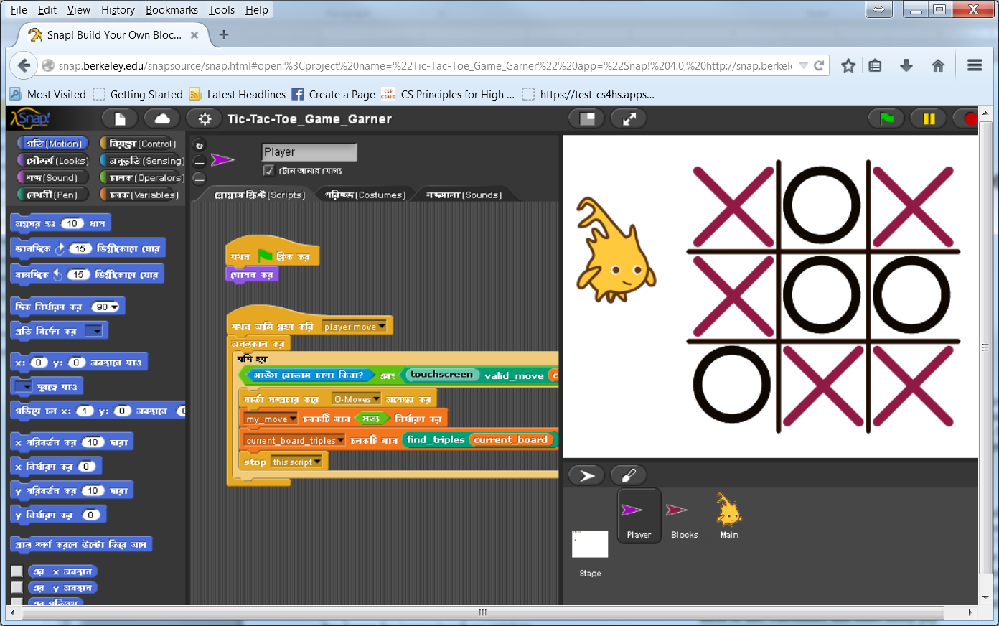 File Edit View History Bookmarks Tools Help
Snap! Build Your Own Bloc...
snap.berkeley.edu/snapsource/snap.html#open:%3Cproject%20name=%22Tic-Tac-Toe_Game_Garner%22%20app=%22Snap!%204.0,%20http://snap.berkele
Most Visited Getting Started Latest Headlines Create a Page CS Principles for High ... https://test-cs4hs.apps...
Snap! Tic-Tac-Toe_Game_Garner
গতি(Motion) নিয়ন্ত্রণ(Control)
সৌন্দর্য(Looks) অনুভূতি(Sensing)
শব্দ(Sound) চালক(Operators)
লেখনী(Pen) চলক(Variables)
Player
টেনে আনার যোগ্য
(Scripts) পরিচ্ছদ(Costumes) শব্দমালা(Sounds)
অগ্রসর হও 10 ধাপ
ডানদিকে 15 ডিগ্রীকোণে ঘোর
বামদিকে 15 ডিগ্রীকোণে ঘোর
দিক নির্ধারণ কর 90
প্রতি নির্দেশ কর
x: 0 y: 0 অবস্থানে যাও
দূরত্বে যাও
গড়িয়ে চল x: 1 y: 0 অবস্থানে
x পরিবর্তন কর 10 দ্বারা
x নির্ধারণ কর 0
y পরিবর্তন কর 10 দ্বারা
y নির্ধারণ কর 0
প্রান্ত স্পর্শ করলে উল্টো ফিরে আস
এর x অবস্থান
এর y অবস্থান
যখন ক্লিক কর
গোপন কর
যখন আমি গ্রহণ করি player move
অনন্তকাল কর
যদি হয়
মাউস বোতাম চাপা কিনা? এবং touchscreen valid_move
বার্তা সম্প্রচার করে O-Moves অপেক্ষা কর
my_move চলকটি মান সত্য নির্ধারণ কর
current_board_triples চলকটি মান find_triples current_board
stop this script
Player Blocks Main
Stage